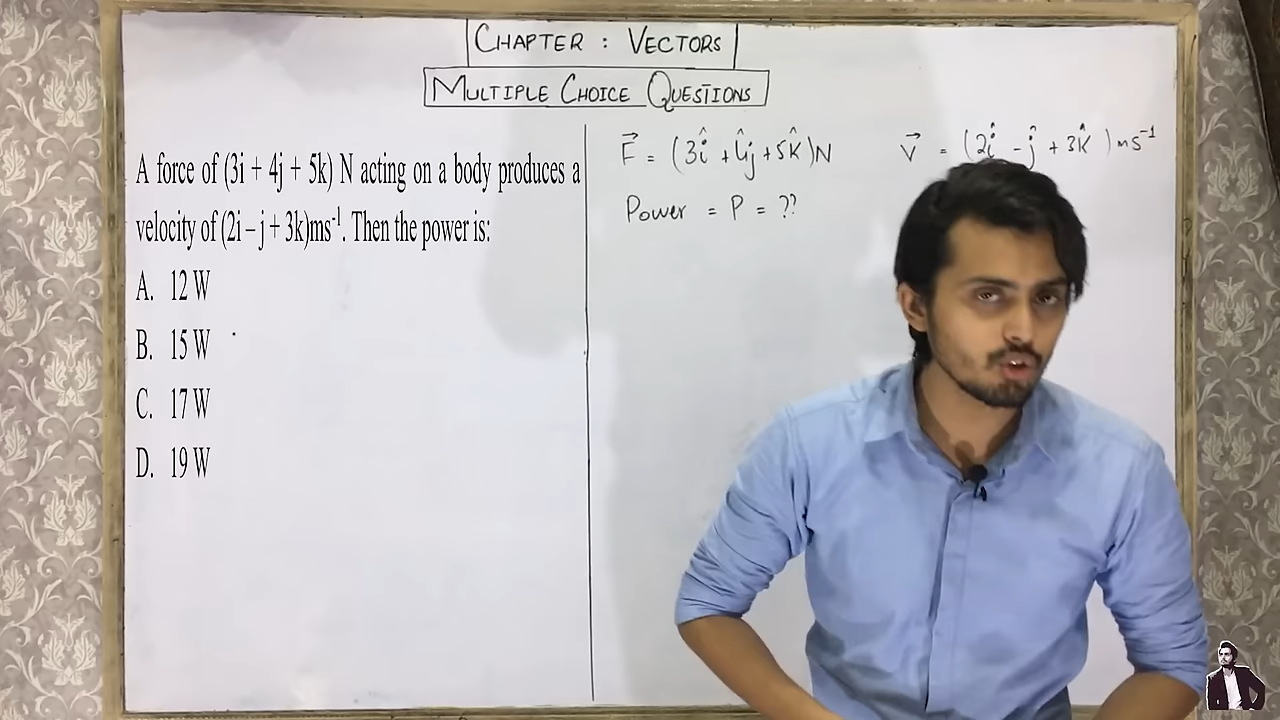 CHAPTER : VECTORS
MULTIPLE CHOICE QUESTIONS
A force of (3i + 4j + 5k) N acting on a body produces a
velocity of (2i – j + 3k)ms⁻¹. Then the power is:
A. 12 W
B. 15 W
C. 17 W
D. 19 W
F⃗ = (3î + 4ĵ + 5k̂)N
V⃗ = (2î - ĵ + 3k̂) ms⁻¹
Power = P = ??